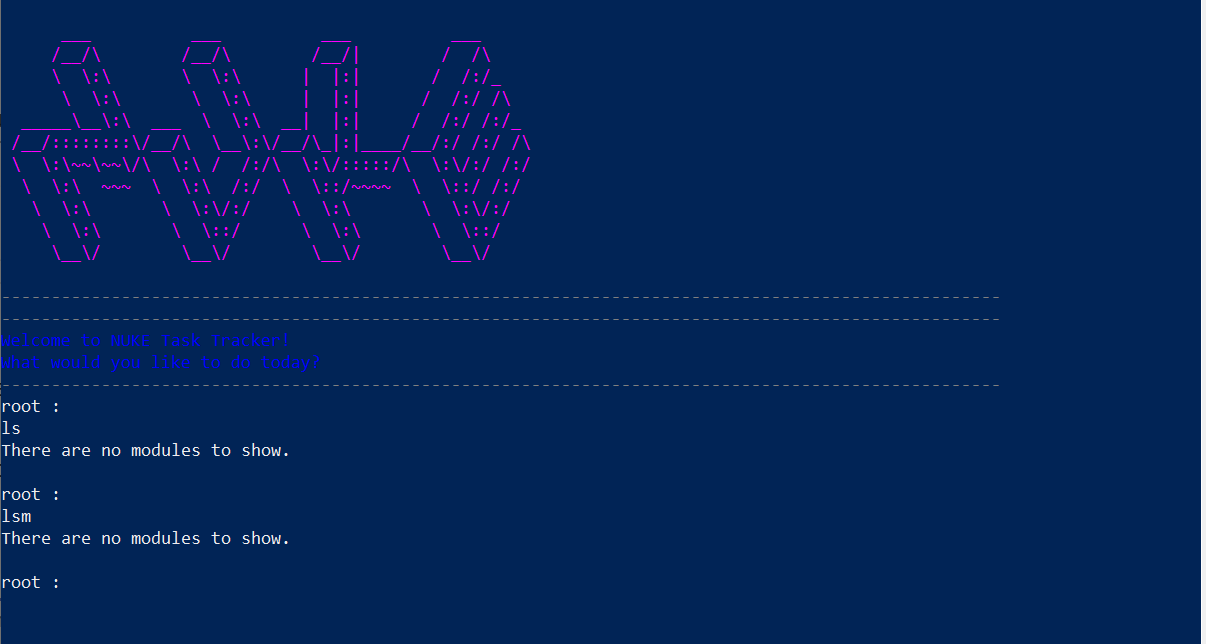 Welcome to NUKE Task Tracker!
What would you like to do today?
root :
ls
There are no modules to show.
root :
lsm
There are no modules to show.
root :